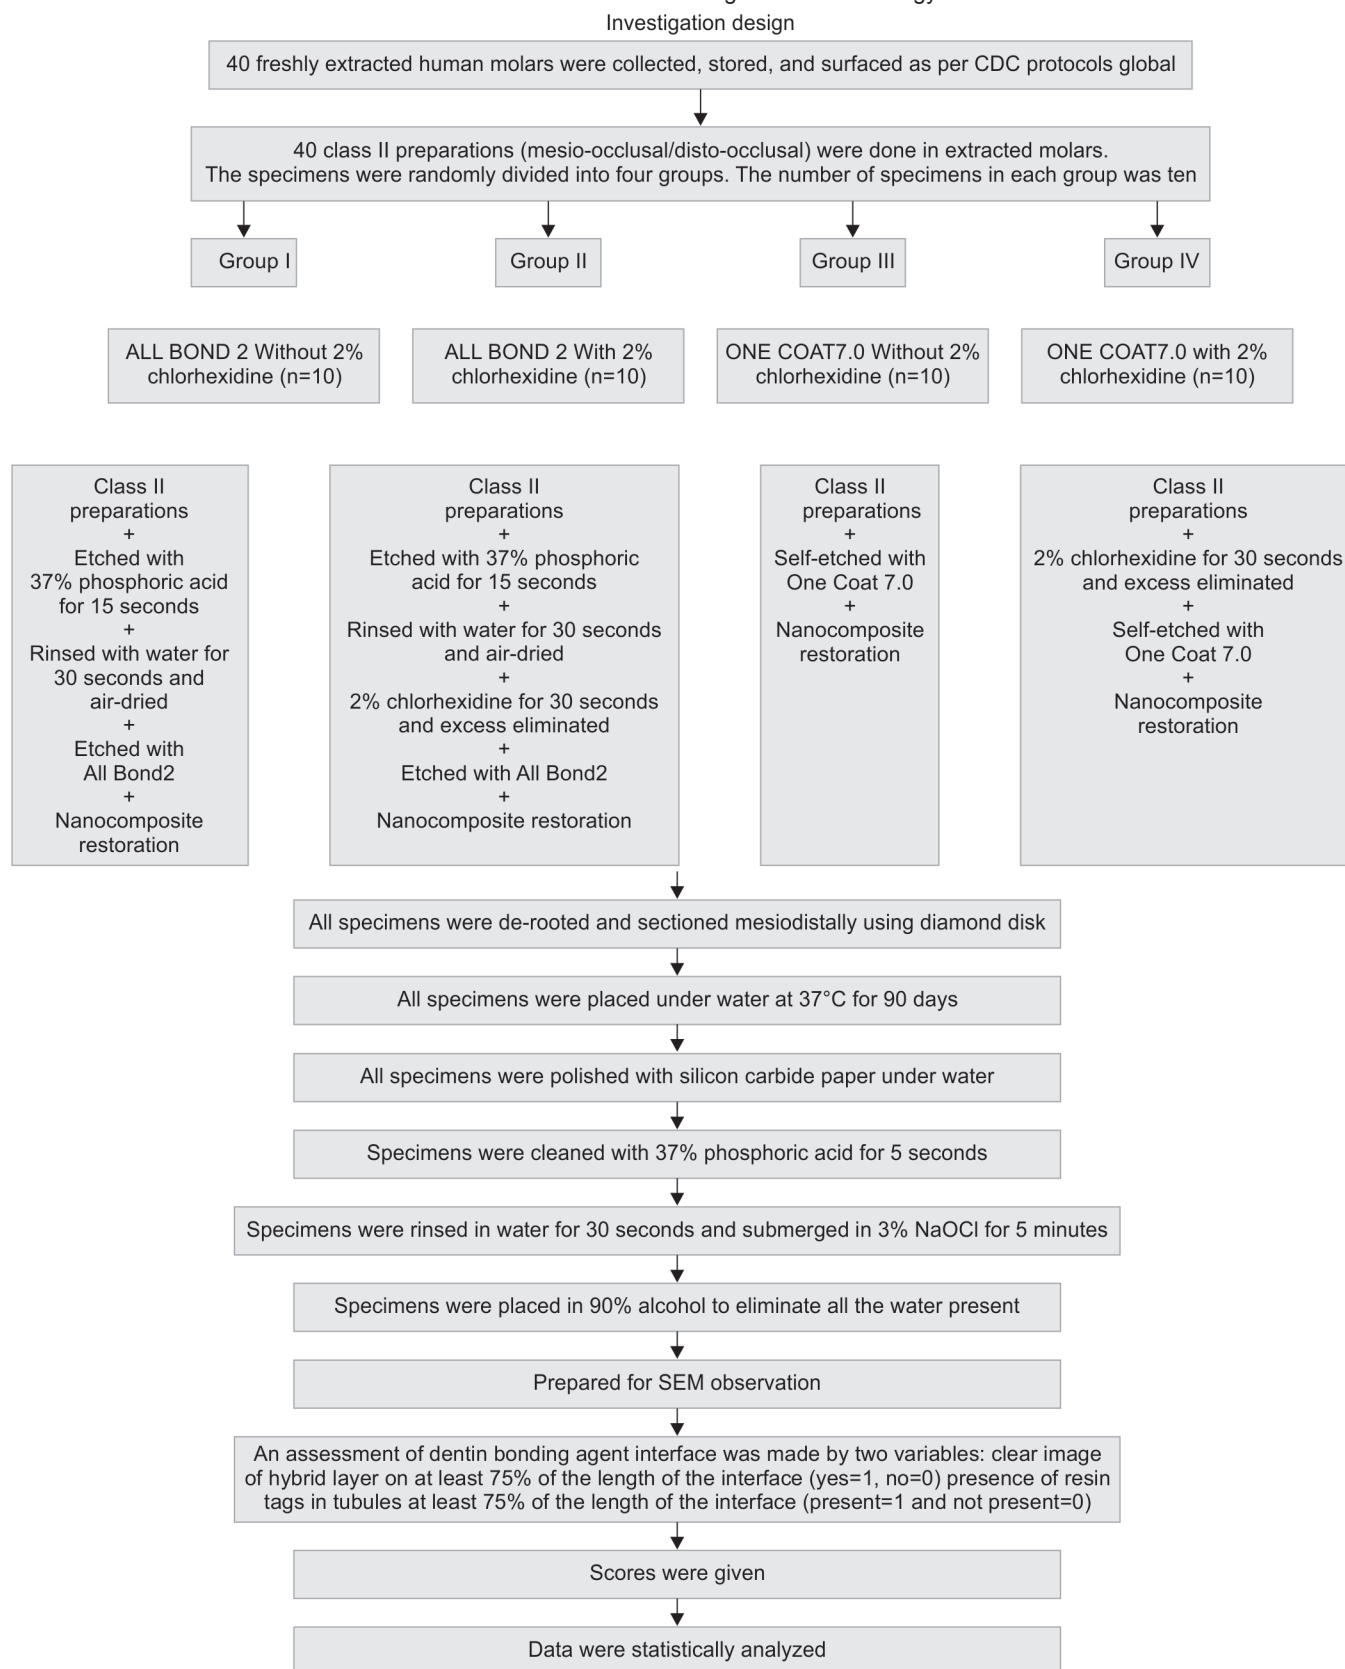 Investigation design
40 freshly extracted human molars were collected, stored, and surfaced as per CDC protocols global
40 class II preparations (mesio-occlusal/disto-occlusal) were done in extracted molars.
The specimens were randomly divided into four groups. The number of specimens in each group was ten
Group I
Group II
Group III
Group IV
ALL BOND 2 Without 2%
chlorhexidine (n=10)
ALL BOND 2 With 2%
chlorhexidine (n=10)
ONE COAT7.0 Without 2%
chlorhexidine (n=10)
ONE COAT7.0 with 2%
chlorhexidine (n=10)
Class II
preparations
+
Etched with
37% phosphoric acid
for 15 seconds
+
Rinsed with water for
30 seconds and
air-dried
+
Etched with
All Bond2
+
Nanocomposite
restoration
Class II
preparations
+
Etched with 37% phosphoric
acid for 15 seconds
+
Rinsed with water for 30 seconds
and air-dried
+
2% chlorhexidine for 30 seconds
and excess eliminated
+
Etched with All Bond2
+
Nanocomposite restoration
Class II
preparations
+
Self-etched with
One Coat 7.0
+
Nanocomposite
restoration
Class II
preparations
+
2% chlorhexidine for 30 seconds
and excess eliminated
+
Self-etched with
One Coat 7.0
+
Nanocomposite
restoration
All specimens were de-rooted and sectioned mesiodistally using diamond disk
All specimens were placed under water at 37°C for 90 days
All specimens were polished with silicon carbide paper under water
Specimens were cleaned with 37% phosphoric acid for 5 seconds
Specimens were rinsed in water for 30 seconds and submerged in 3% NaOCl for 5 minutes
Specimens were placed in 90% alcohol to eliminate all the water present
Prepared for SEM observation
An assessment of dentin bonding agent interface was made by two variables: clear image
of hybrid layer on at least 75% of the length of the interface (yes=1, no=0) presence of resin
tags in tubules at least 75% of the length of the interface (present=1 and not present=0)
Scores were given
Data were statistically analyzed